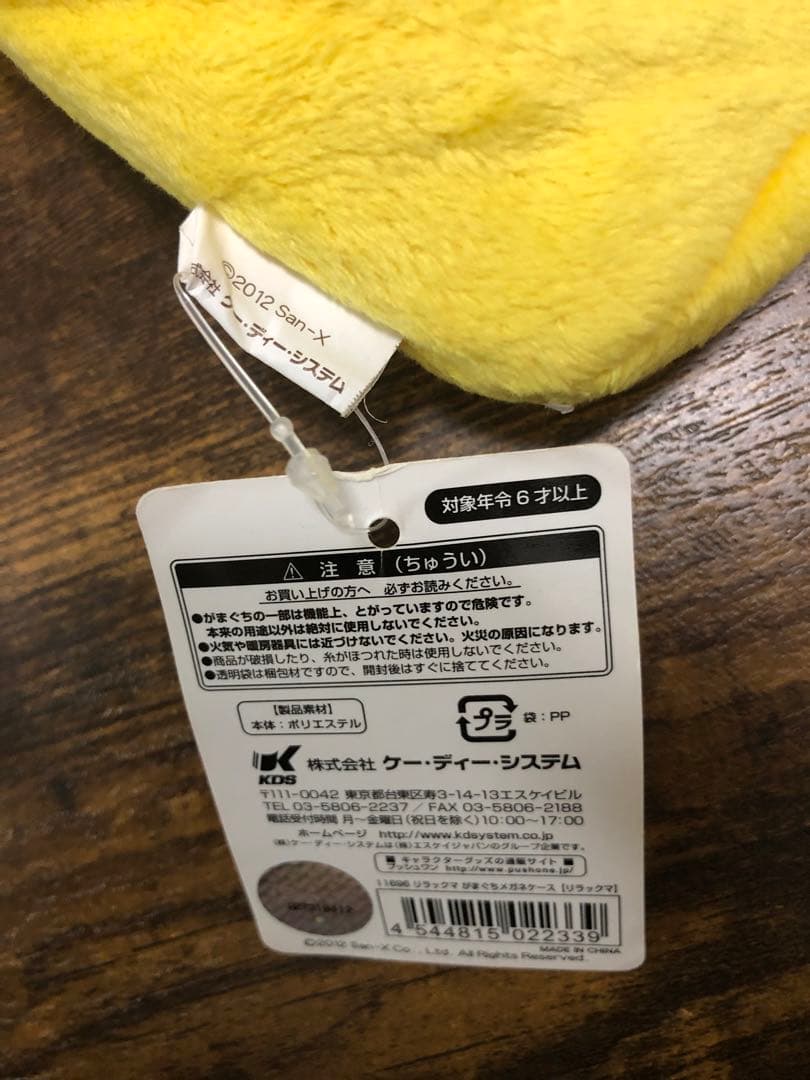 ©2012 San-X
式会社 ケー・ディー・システム
対象年令6才以上
⚠ 注 意 (ちゅうい)
お買い上げの方へ 必ずお読みください。
●がまぐちの一部は機能上、とがっていますので危険です。
本来の用途以外は絶対に使用しないでください。
●火気や暖房器具には近づけないでください。火災の原因になります。
●商品が破損したり、糸がほつれた時は使用しないでください。
●透明袋は梱包材ですので、開封後はすぐに捨ててください。
【製品素材】
本体：ポリエステル
プラ 袋：PP
KDS 株式会社 ケー・ディー・システム
〒111-0042 東京都台東区寿3-14-13エスケイビル
TEL 03-5806-2237 / FAX 03-5806-2188
電話受付時間 月〜金曜日(祝日を除く)10:00〜17:00
ホームページ http://www.kdsystem.co.jp
(株)ケー・ディー・システムは(株)エスケイジャパンのグループ企業です。
■ キャラクターグッズの通販サイト ■
プッシュワン http://www.pushone.jp/
11696 リラックマ がまぐちメガネケース【リラックマ】
4 544815 022339
MADE IN CHINA
©2012 San-X Co., Ltd. All Rights Reserved.